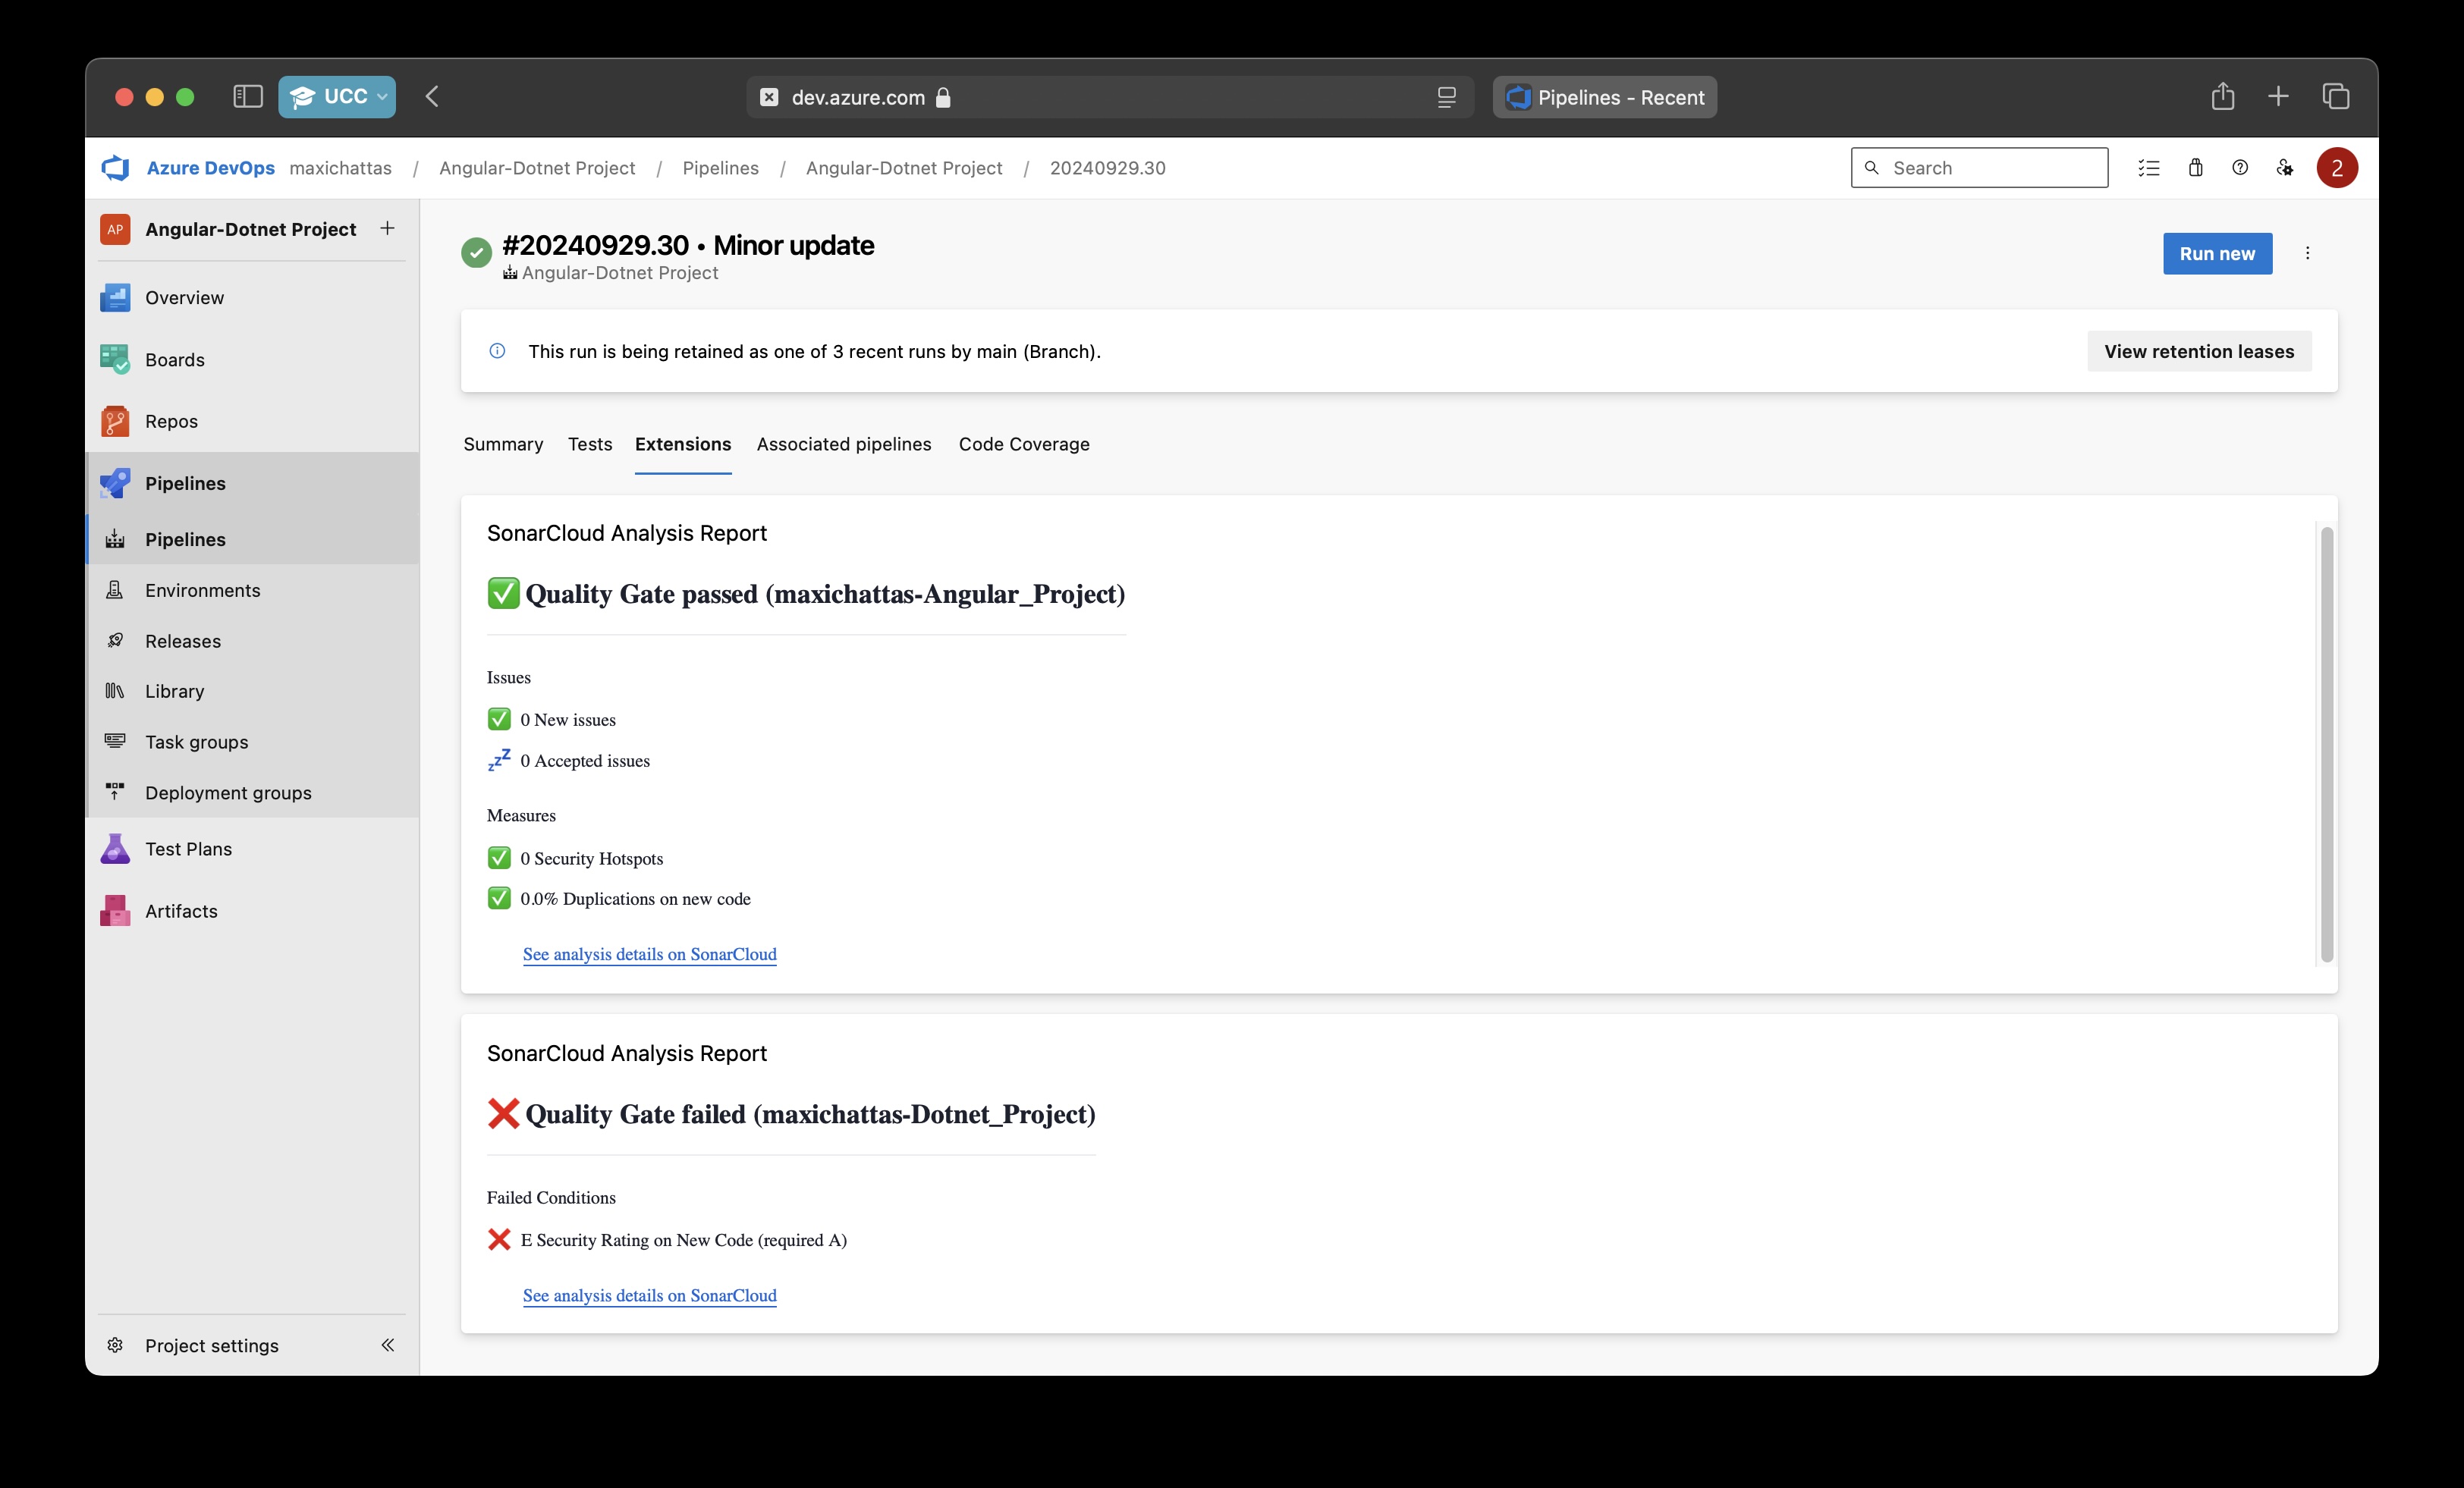 UCC
dev.azure.com
Pipelines - Recent
Azure DevOps maxichattas / Angular-Dotnet Project / Pipelines / Angular-Dotnet Project / 20240929.30
Search
2
AP Angular-Dotnet Project
Overview
Boards
Repos
Pipelines
Pipelines
Environments
Releases
Library
Task groups
Deployment groups
Test Plans
Artifacts
Project settings
#20240929.30 • Minor update
Angular-Dotnet Project
Run new
This run is being retained as one of 3 recent runs by main (Branch).
View retention leases
Summary Tests Extensions Associated pipelines Code Coverage
SonarCloud Analysis Report
✅ Quality Gate passed (maxichattas-Angular_Project)
Issues
✅ 0 New issues
💤 0 Accepted issues
Measures
✅ 0 Security Hotspots
✅ 0.0% Duplications on new code
See analysis details on SonarCloud
SonarCloud Analysis Report
❌ Quality Gate failed (maxichattas-Dotnet_Project)
Failed Conditions
❌ E Security Rating on New Code (required A)
See analysis details on SonarCloud